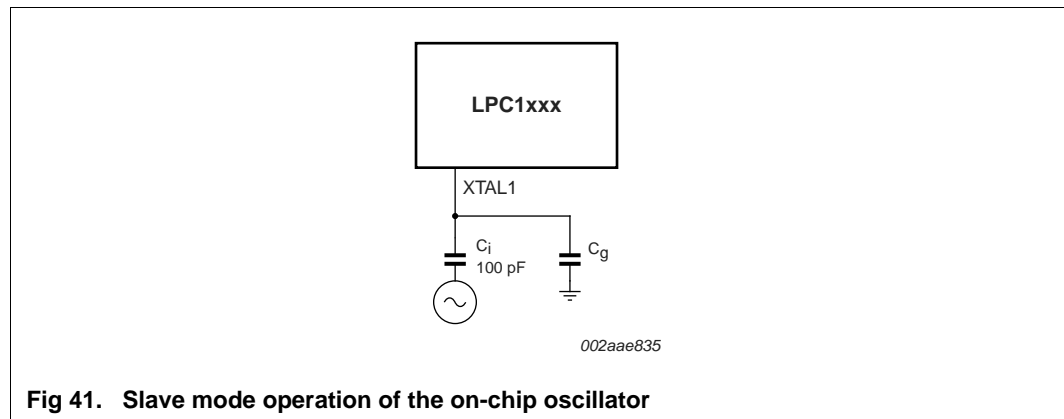 LPC1xxx
XTAL1
Ci
100 pF
Cg
002aae835
Fig 41. Slave mode operation of the on-chip oscillator